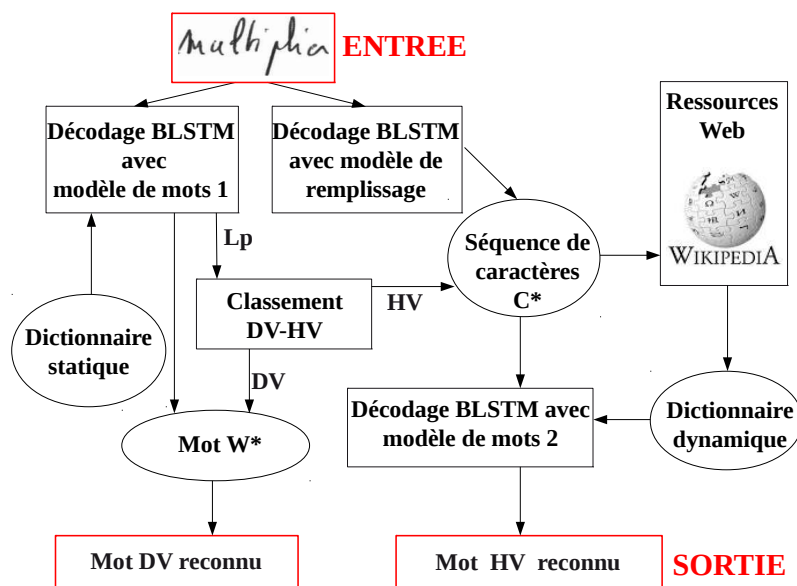 multiplia
ENTREE
Décodage BLSTM
avec
modèle de mots 1
Décodage BLSTM
avec modèle de
remplissage
Ressources
Web
WIKIPEDIA
Lp
Séquence de
caractères
C*
Classement
DV-HV
HV
Dictionnaire
statique
DV
Mot W*
Décodage BLSTM avec
modèle de mots 2
Dictionnaire
dynamique
Mot DV reconnu
Mot HV reconnu
SORTIE